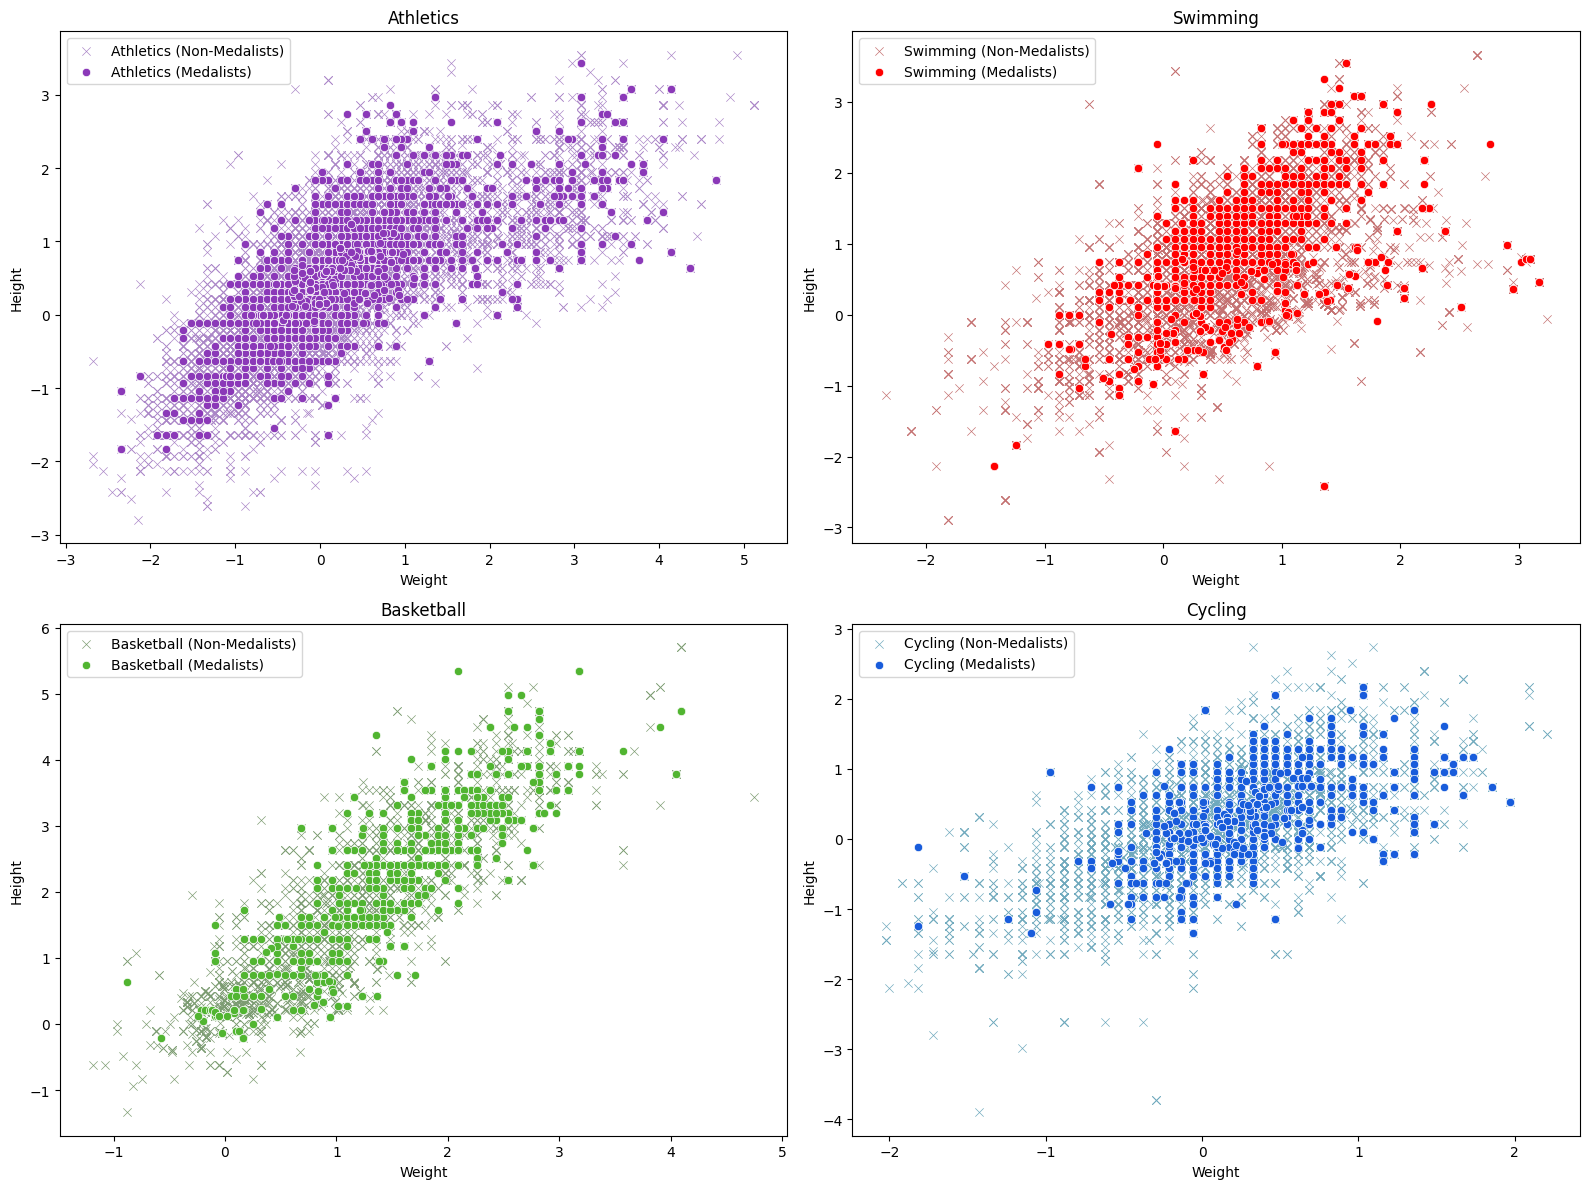 Athletics
Athletics (Non-Medalists)
Athletics (Medalists)
Height
3
2
1
0
−1
−2
−3
−3 −2 −1 0 1 2 3 4 5
Weight
Swimming
Swimming (Non-Medalists)
Swimming (Medalists)
Height
3
2
1
0
−1
−2
−3
−2 −1 0 1 2 3
Weight
Basketball
Basketball (Non-Medalists)
Basketball (Medalists)
Height
6
5
4
3
2
1
0
−1
−1 0 1 2 3 4 5
Weight
Cycling
Cycling (Non-Medalists)
Cycling (Medalists)
Height
3
2
1
0
−1
−2
−3
−4
−2 −1 0 1 2
Weight